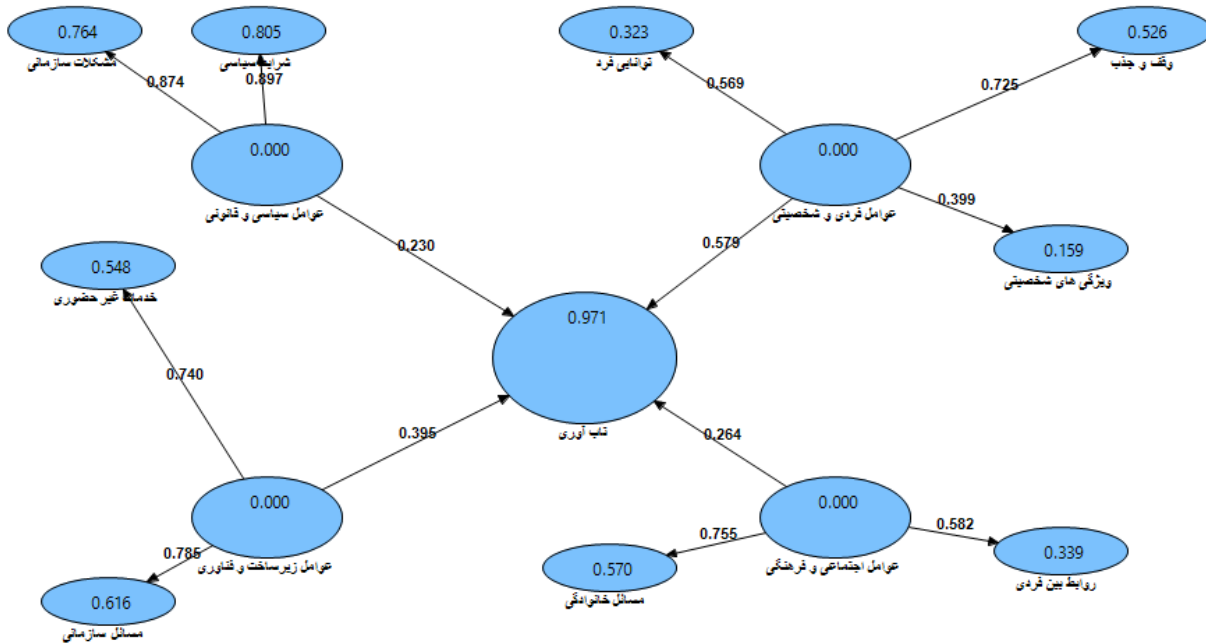 0.764
مشکلات سازمانی
0.805
شرایط سیاسی
0.874
0.897
0.000
عوامل سیاسی و قانونی
0.230
0.323
توانایی فرد
0.526
وقف و جذب
0.569
0.725
0.000
عوامل فردی و شخصیتی
0.399
0.579
0.159
ویژگی های شخصیتی
0.548
خدمات غیر حضوری
0.971
تاب آوری
0.740
0.395
0.264
0.000
عوامل زیرساخت و فناوری
0.785
0.616
مسائل سازمانی
0.000
عوامل اجتماعی و فرهنگی
0.755
0.582
0.570
مسائل خانوادگی
0.339
روابط بین فردی